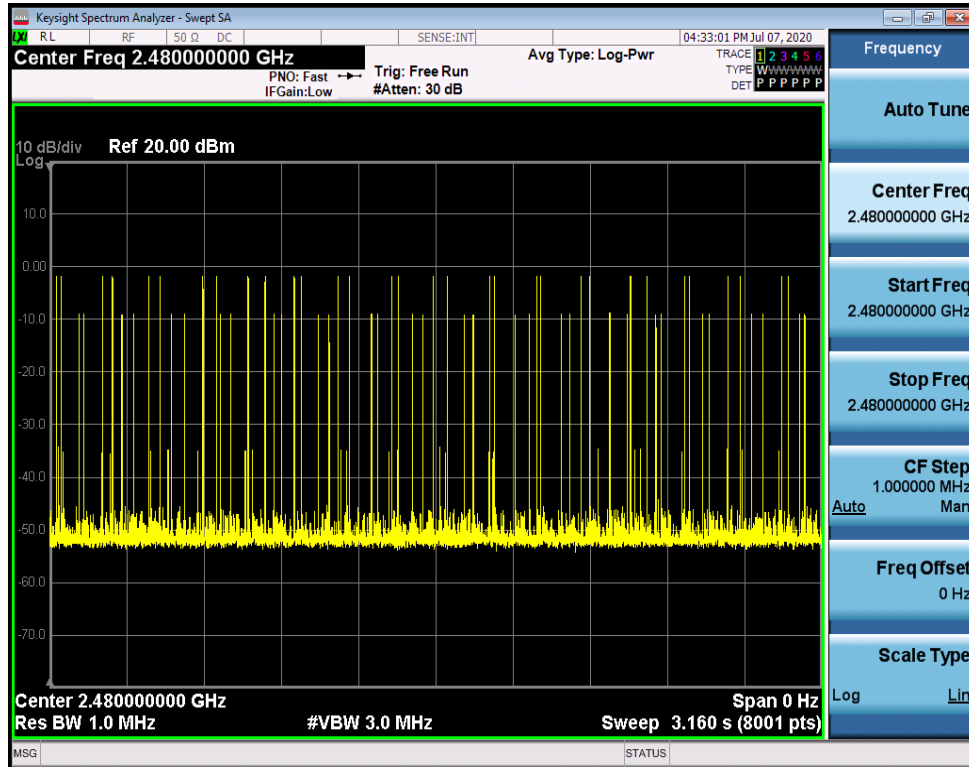 Keysight Spectrum Analyzer - Swept SA
LXI RL RF 50 Ω DC SENSE:INT 04:33:01 PM Jul 07, 2020
Center Freq 2.480000000 GHz
PNO: Fast
IFGain:Low
Trig: Free Run
#Atten: 30 dB
Avg Type: Log-Pwr
TRACE 1 2 3 4 5 6
TYPE WWWWWW
DET P P P P P P
10 dB/div Ref 20.00 dBm
Log
10.0
0.00
-10.0
-20.0
-30.0
-40.0
-50.0
-60.0
-70.0
Center 2.480000000 GHz Span 0 Hz
Res BW 1.0 MHz #VBW 3.0 MHz Sweep 3.160 s (8001 pts)
MSG STATUS
Frequency
Auto Tune
Center Freq
2.480000000 GHz
Start Freq
2.480000000 GHz
Stop Freq
2.480000000 GHz
CF Step
1.000000 MHz
Auto Man
Freq Offset
0 Hz
Scale Type
Log Lin